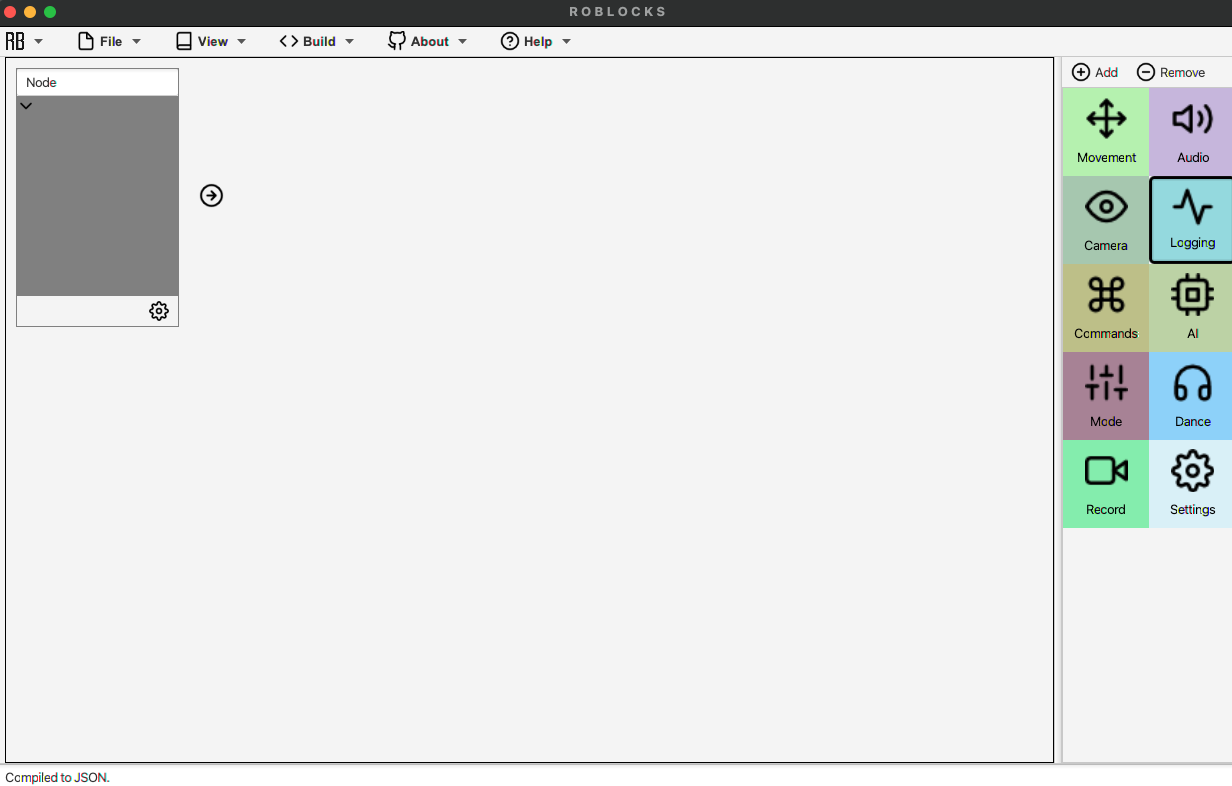 ROBLOCKS
RB File View Build About Help
Node
Add Remove
Movement Audio
Camera Logging
Commands AI
Mode Dance
Record Settings
Compiled to JSON.